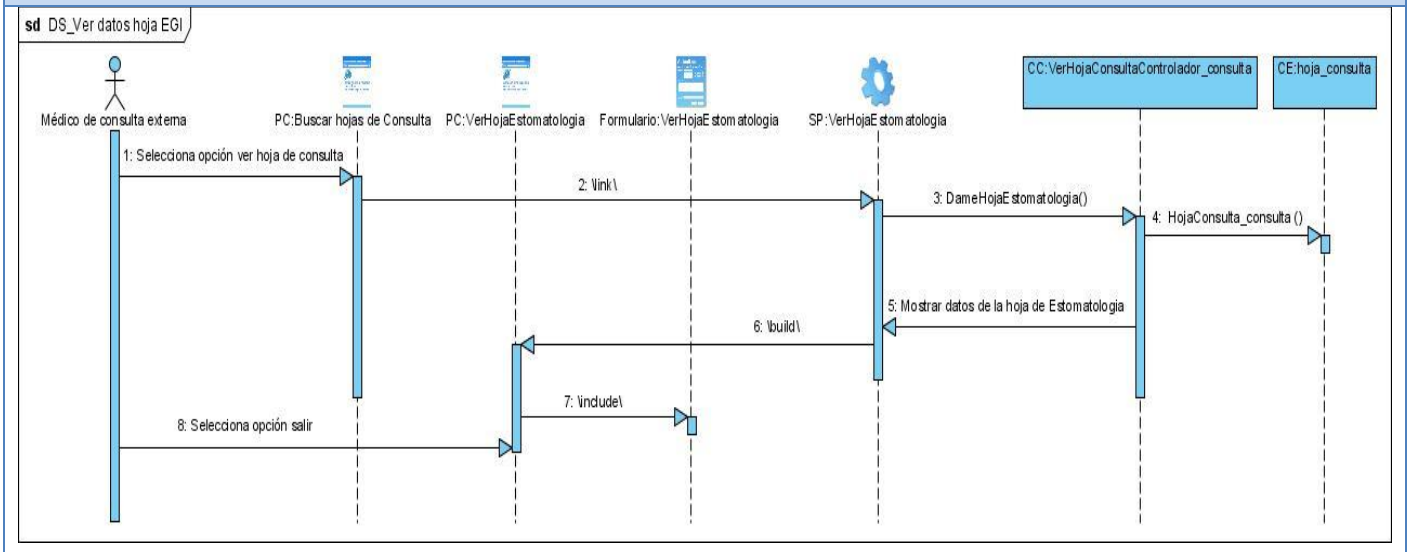 sd DS_Ver datos hoja EGI
Médico de consulta externa
PC:Buscar hojas de Consulta
PC:VerHojaEstomatologia
Formulario:VerHojaEstomatologia
SP:VerHojaEstomatologia
CC:VerHojaConsultaControlador_consulta
CE:hoja_consulta
1: Selecciona opción ver hoja de consulta
2: \link\
3: DameHojaEstomatologia()
4: HojaConsulta_consulta ()
5: Mostrar datos de la hoja de Estomatologia
6: \build\
7: \include\
8: Selecciona opción salir